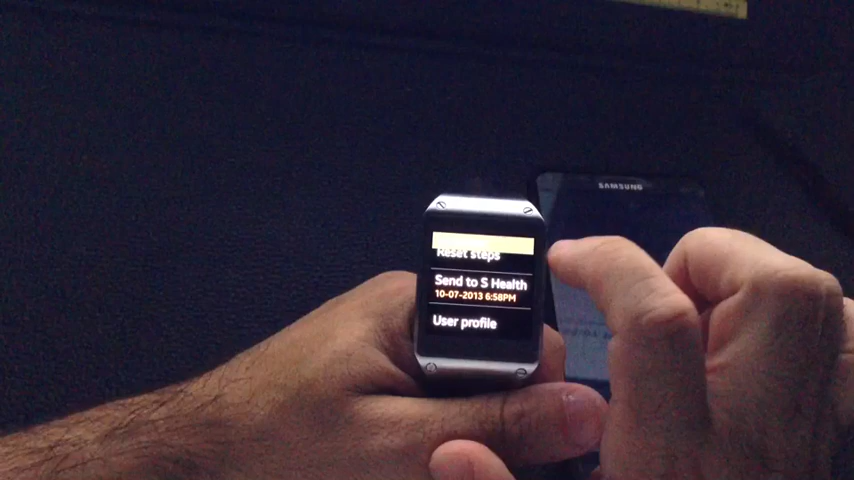 SAMSUNG
Reset steps
Send to S Health
10-07-2013 6:58PM
User profile